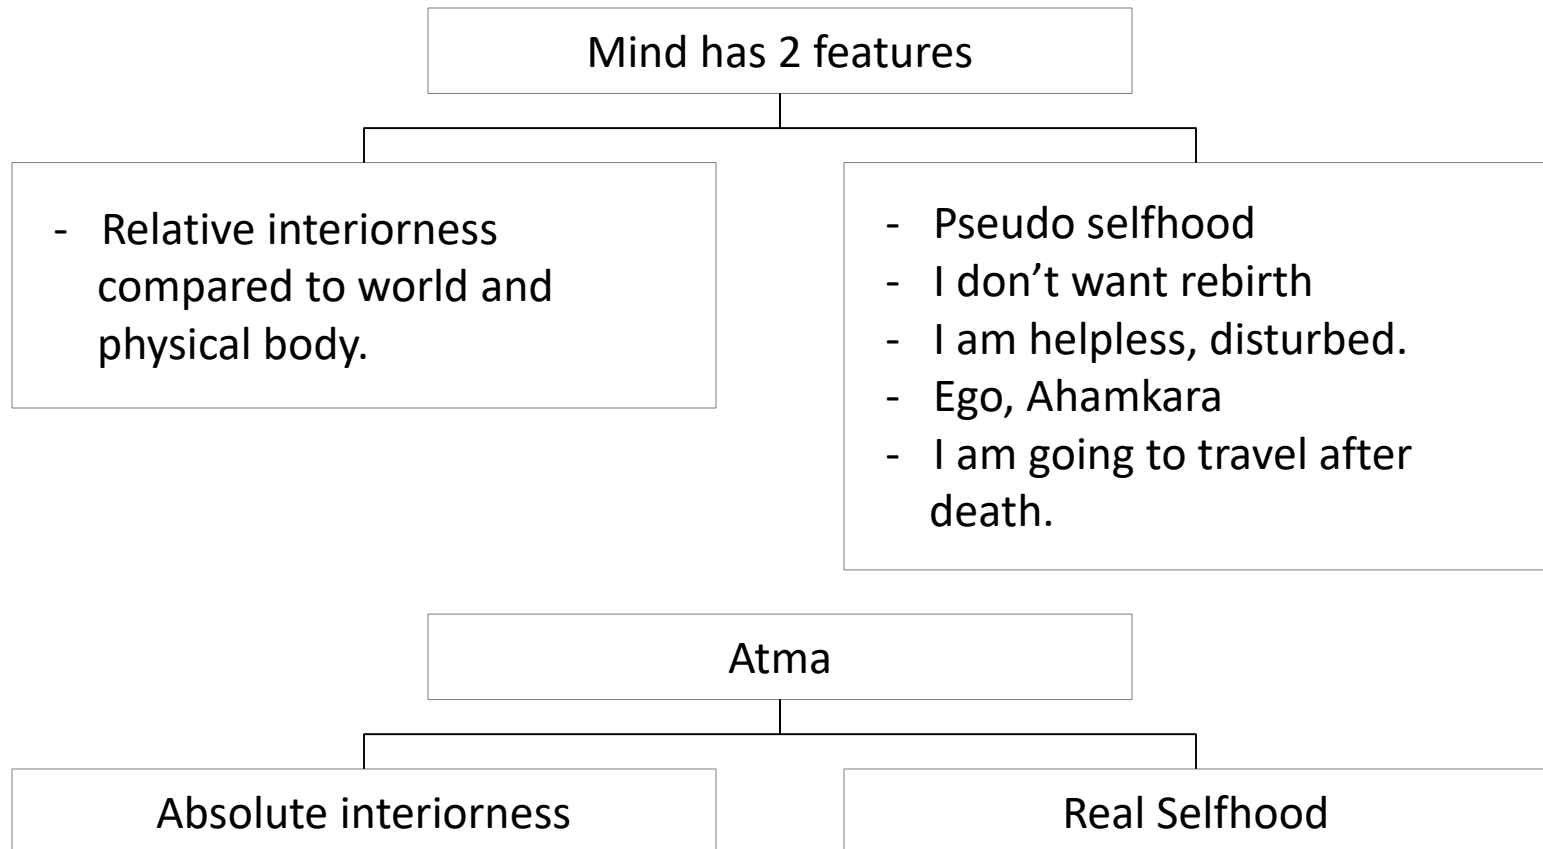 Mind has 2 features
- Relative interiorness
compared to world and
physical body.
- Pseudo selfhood
- I don’t want rebirth
- I am helpless, disturbed.
- Ego, Ahamkara
- I am going to travel after
death.
Atma
Absolute interiorness
Real Selfhood